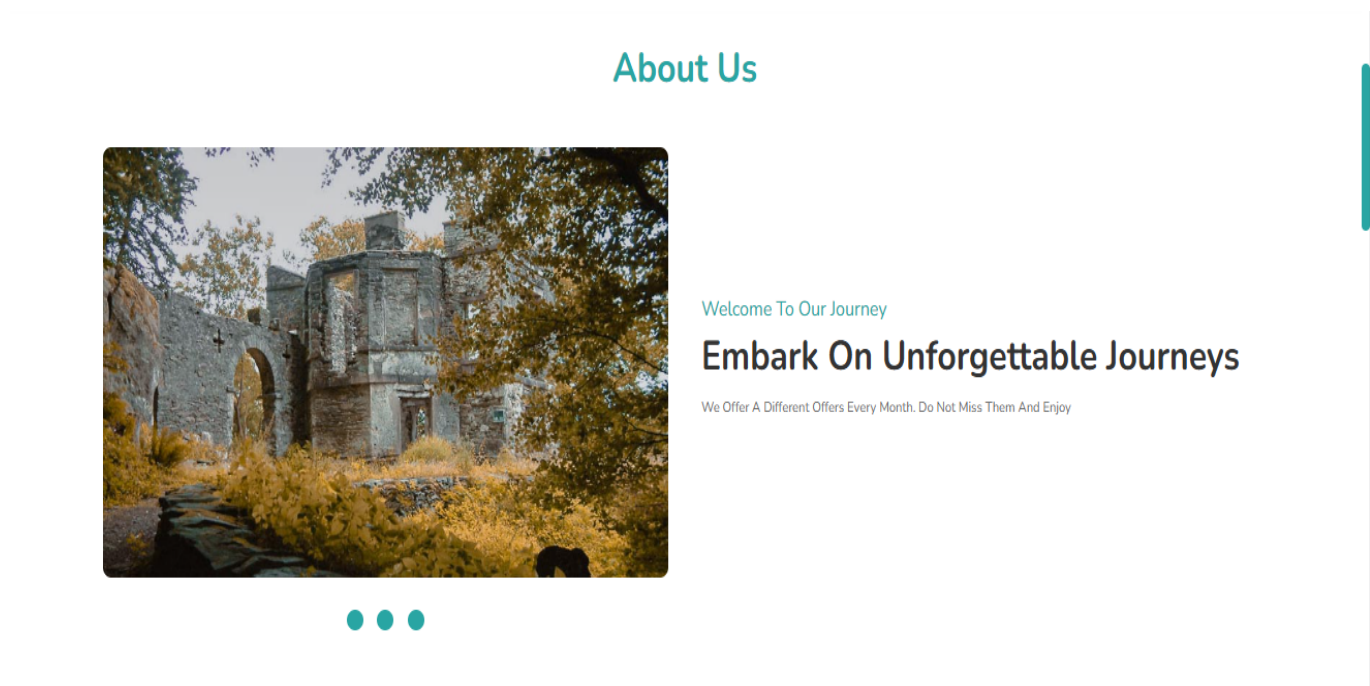 About Us
Welcome To Our Journey
Embark On Unforgettable Journeys
We Offer A Different Offers Every Month. Do Not Miss Them And Enjoy